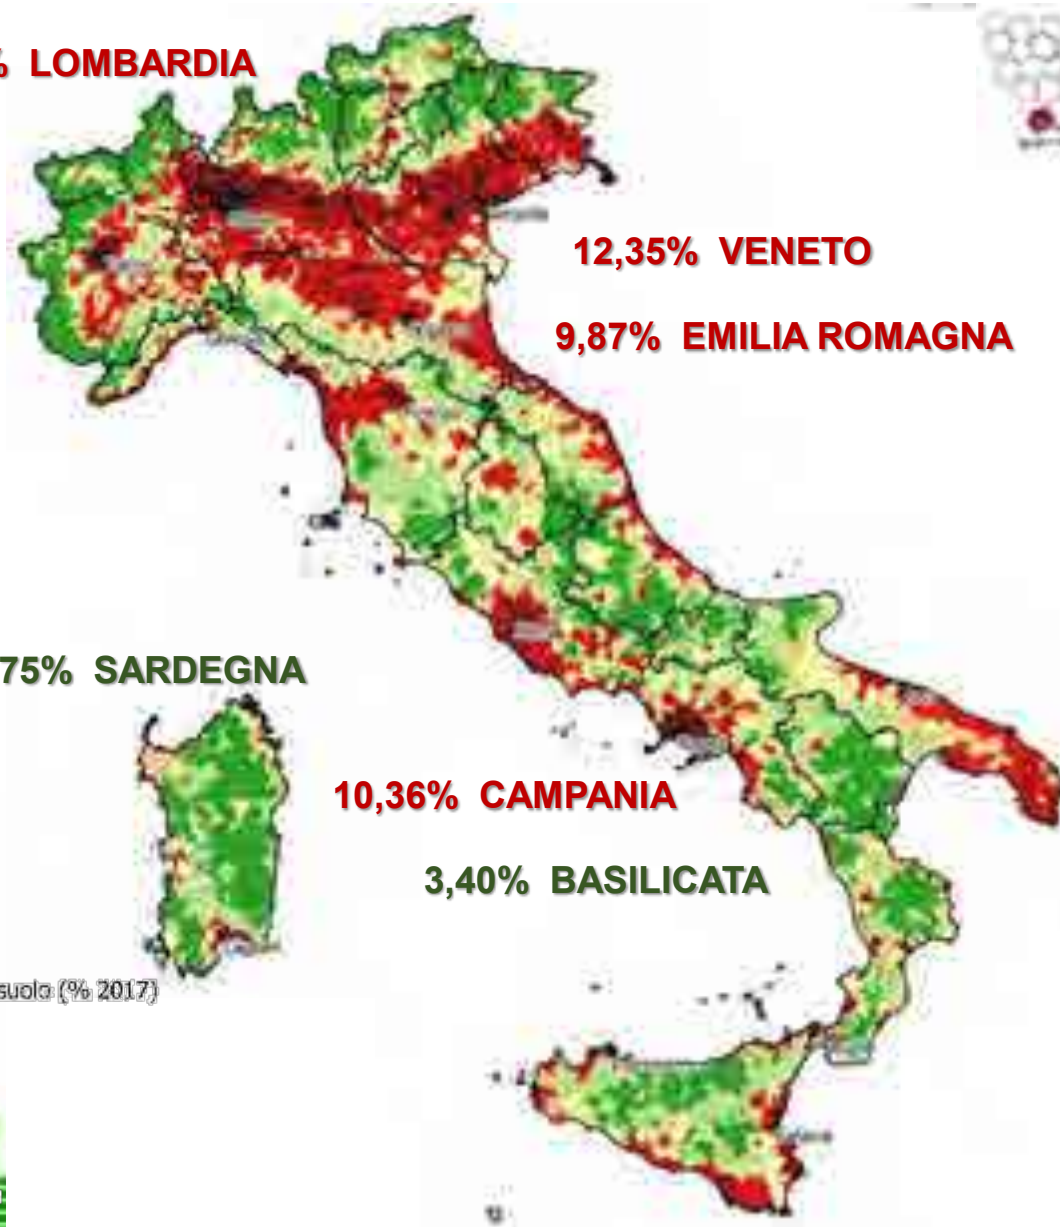 % LOMBARDIA
12,35% VENETO
9,87% EMILIA ROMAGNA
75% SARDEGNA
10,36% CAMPANIA
3,40% BASILICATA
suolo (% 2017)